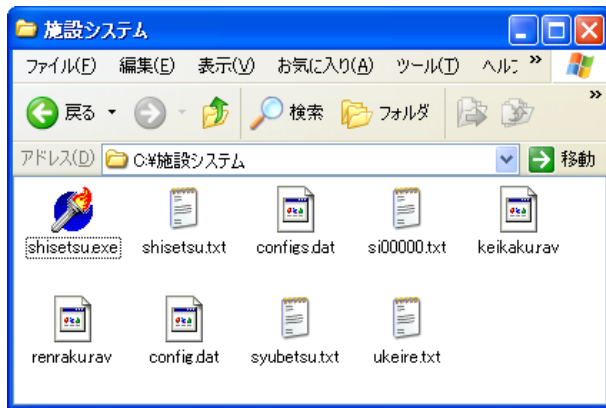 施設システム
ファイル(F) 編集(E) 表示(V) お気に入り(A) ツール(T) ヘルプ »
戻る 検索 フォルダ »
アドレス(D) C:¥施設システム 移動
shisetsu.exe shisetsu.txt configs.dat si00000.txt keikaku.rav
renraku.rav config.dat syubetsu.txt ukeire.txt